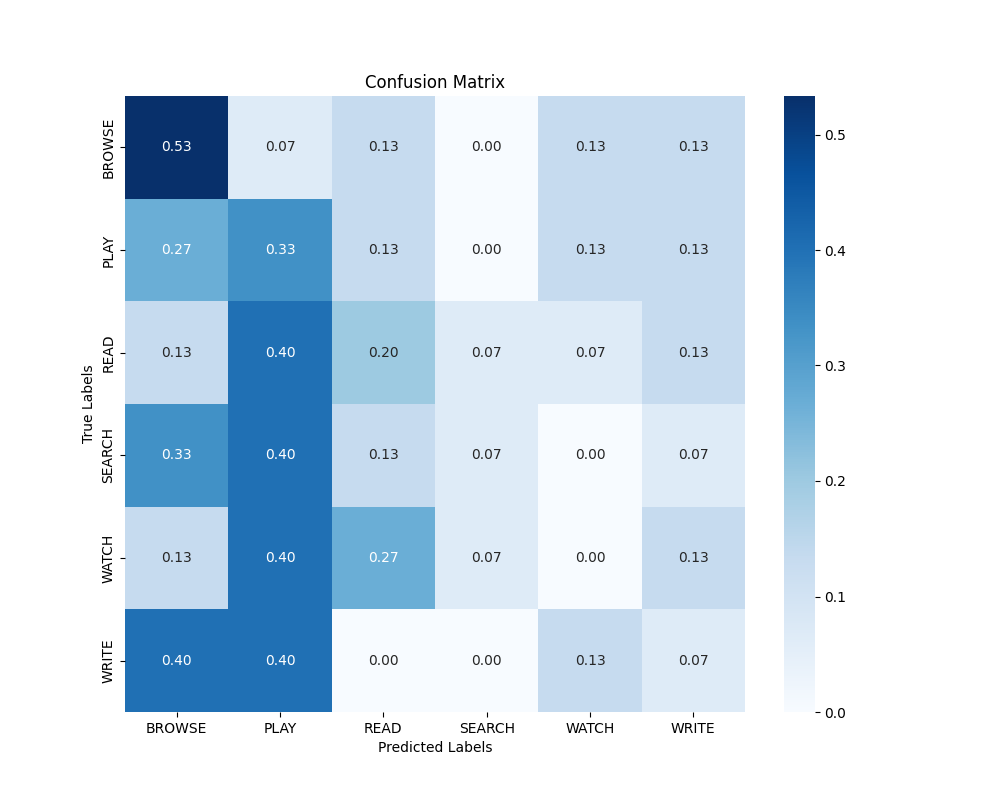 Confusion Matrix
BROWSE 0.53 0.07 0.13 0.00 0.13 0.13
PLAY 0.27 0.33 0.13 0.00 0.13 0.13
READ 0.13 0.40 0.20 0.07 0.07 0.13
SEARCH 0.33 0.40 0.13 0.07 0.00 0.07
WATCH 0.13 0.40 0.27 0.07 0.00 0.13
WRITE 0.40 0.40 0.00 0.00 0.13 0.07
True Labels
BROWSE PLAY READ SEARCH WATCH WRITE
Predicted Labels
0.5
0.4
0.3
0.2
0.1
0.0